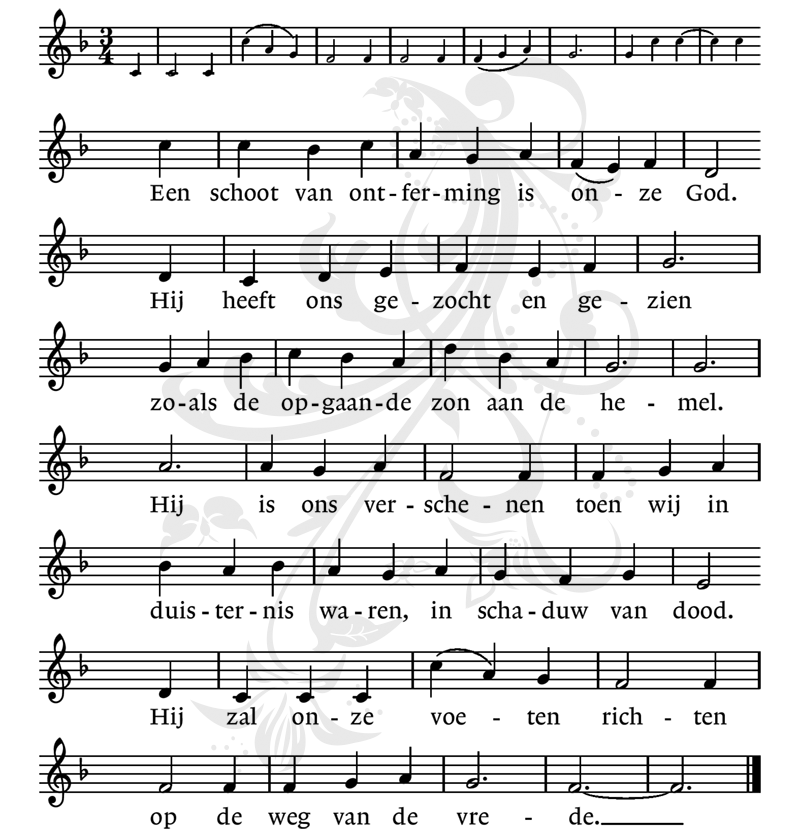 Een schoot van ont-ferming is on - ze God.
Hij heeft ons ge - zocht en ge - zien
zo-als de op-gaan-de zon aan de he - mel.
Hij is ons ver-sche - nen toen wij in
duis-ter-nis wa-ren, in scha-duw van dood.
Hij zal on - ze voe - ten rich - ten
op de weg van de vre - de.